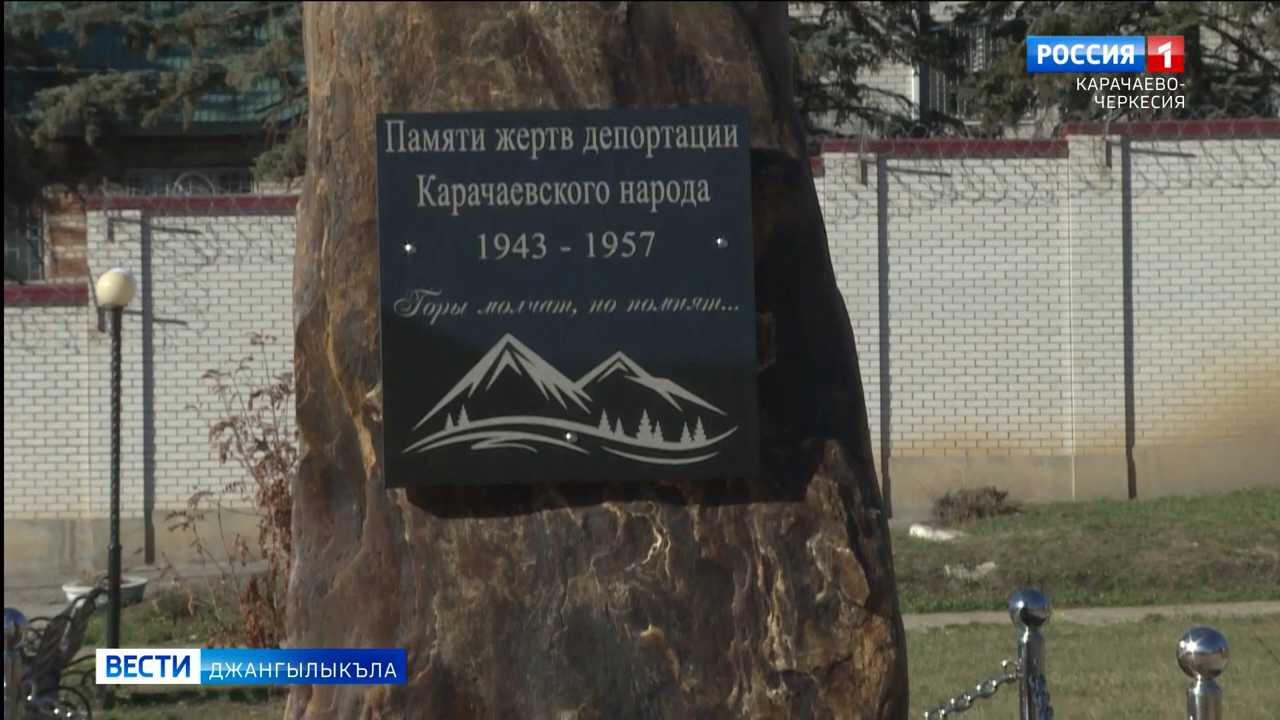 РОССИЯ 1
КАРАЧАЕВО-
ЧЕРКЕСИЯ
Памяти жертв депортации
Карачаевского народа
1943 - 1957
Горы молчат, но помнят...
ВЕСТИ ДЖАНГЫЛЫКЪЛА